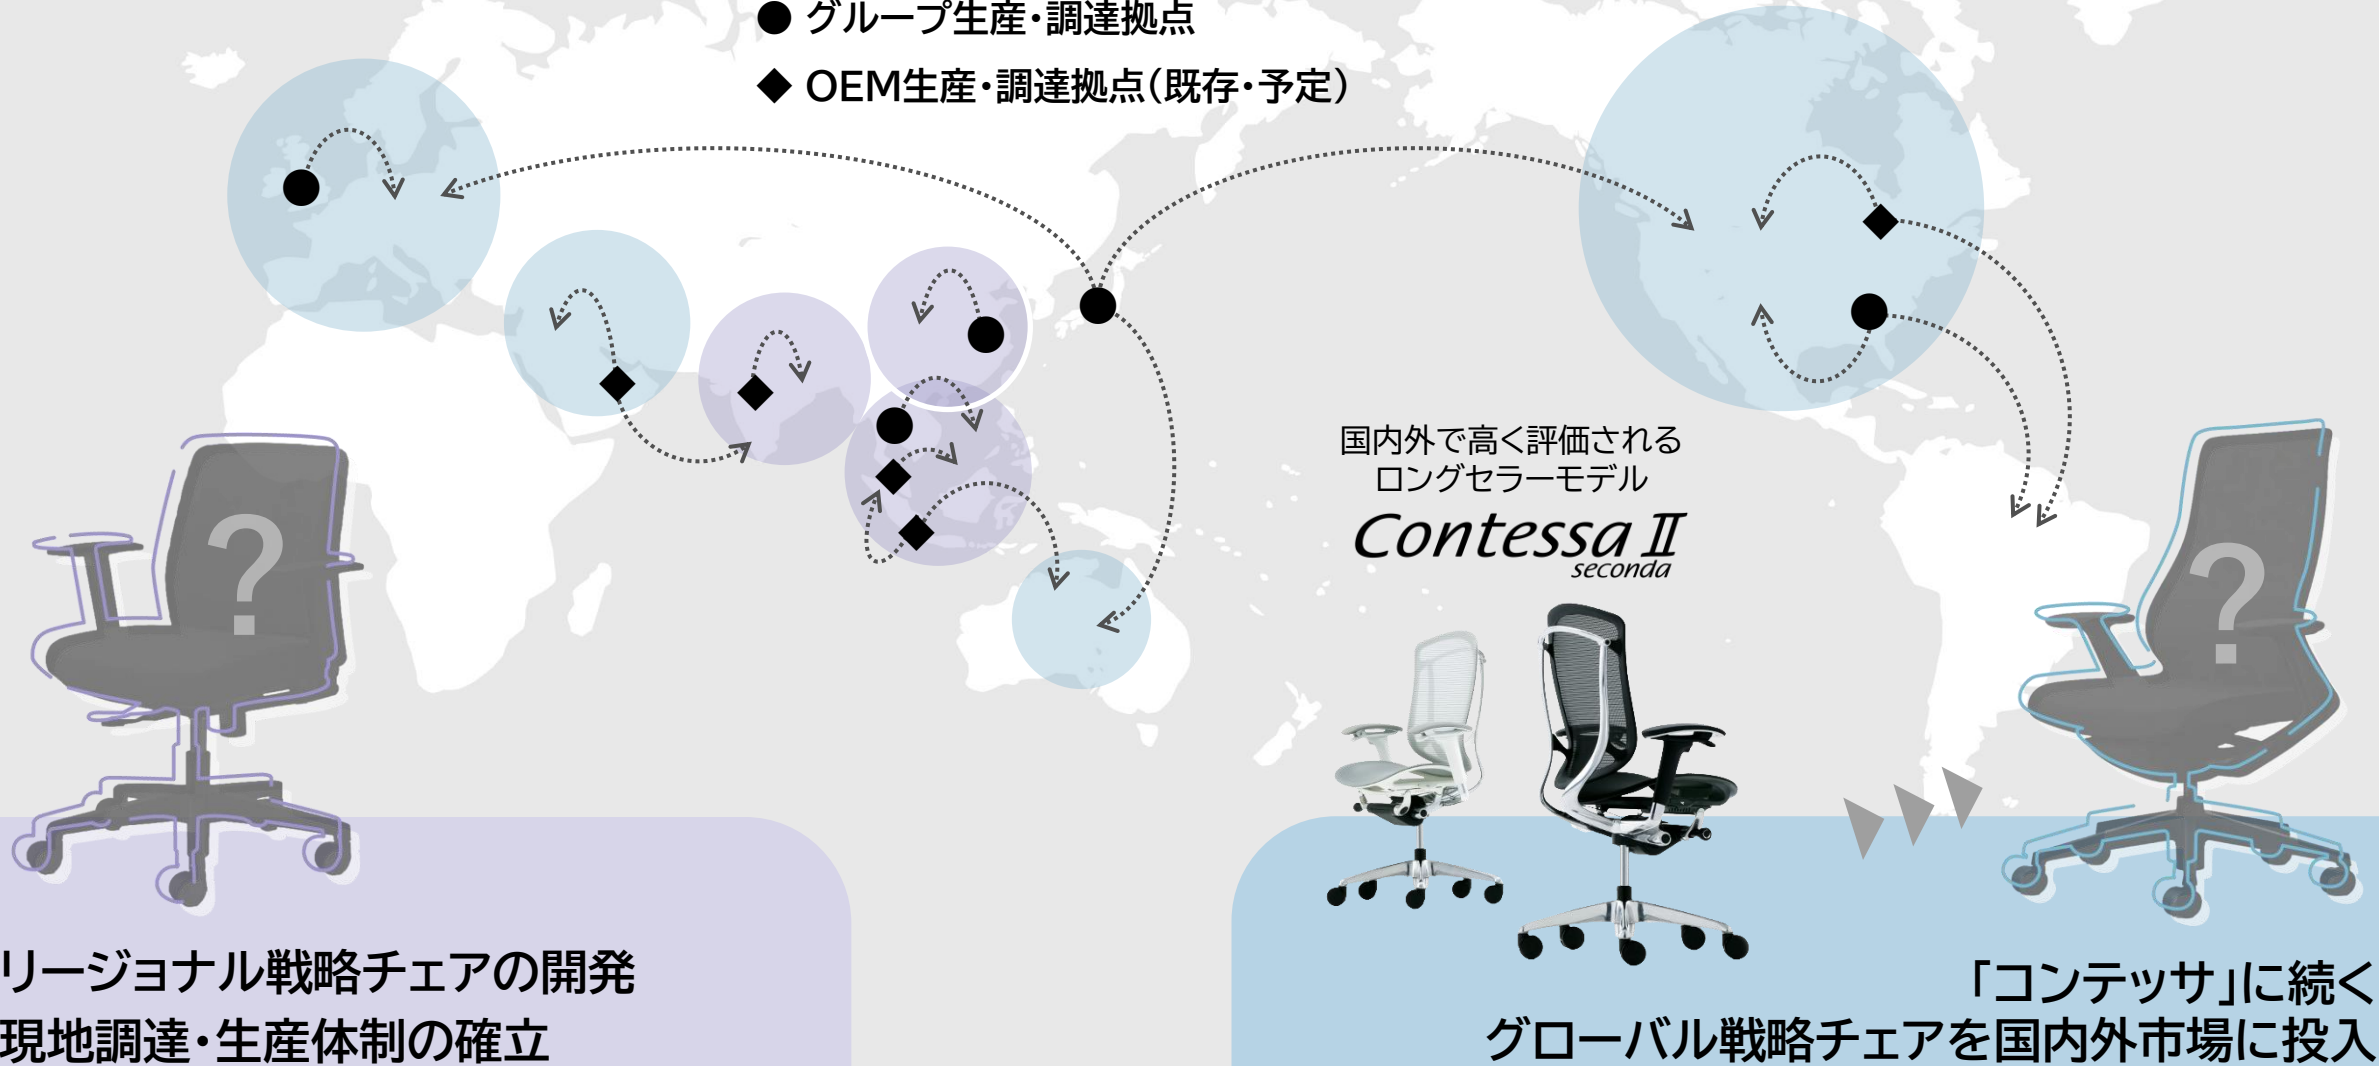 ● グループ生産・調達拠点
◆ OEM生産・調達拠点(既存・予定)
国内外で高く評価される
ロングセラーモデル
Contessa II
seconda
?
?
リージョナル戦略チェアの開発
現地調達・生産体制の確立
「コンテッサ」に続く
グローバル戦略チェアを国内外市場に投入